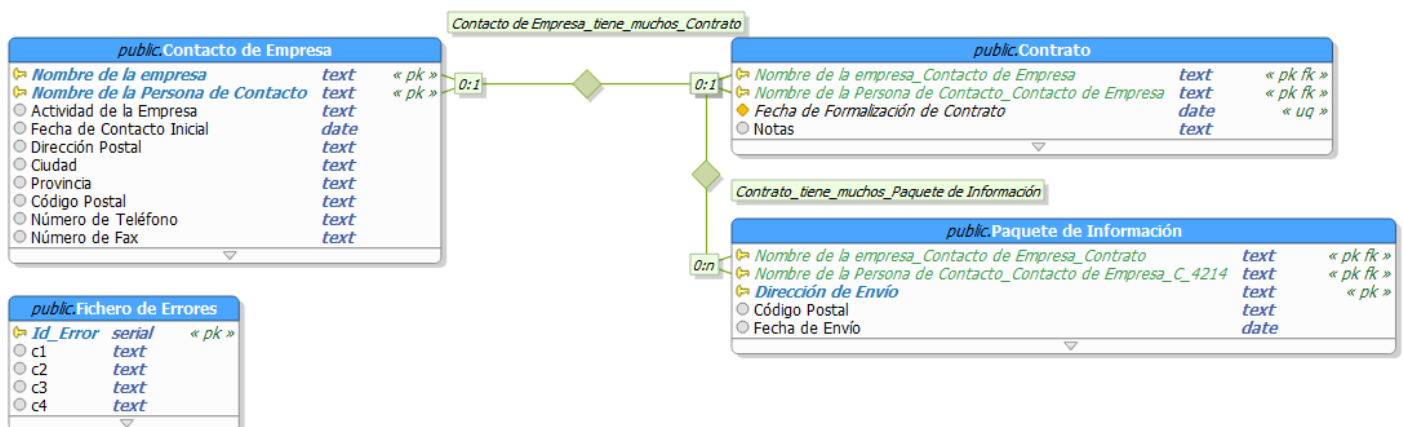 Contacto de Empresa_tiene_muchos_Contrato
public.Contacto de Empresa
Nombre de la empresa text « pk »
Nombre de la Persona de Contacto text « pk »
Actividad de la Empresa text
Fecha de Contacto Inicial date
Dirección Postal text
Ciudad text
Provincia text
Código Postal text
Número de Teléfono text
Número de Fax text
0:1
0:1
public.Contrato
Nombre de la empresa_Contacto de Empresa text « pk fk »
Nombre de la Persona de Contacto_Contacto de Empresa text « pk fk »
Fecha de Formalización de Contrato date « uq »
Notas text
Contrato_tiene_muchos_Paquete de Información
0:n
public.Paquete de Información
Nombre de la empresa_Contacto de Empresa_Contrato text « pk fk »
Nombre de la Persona de Contacto_Contacto de Empresa_C_4214 text « pk fk »
Dirección de Envío text « pk »
Código Postal text
Fecha de Envío date
public.Fichero de Errores
Id_Error serial « pk »
c1 text
c2 text
c3 text
c4 text